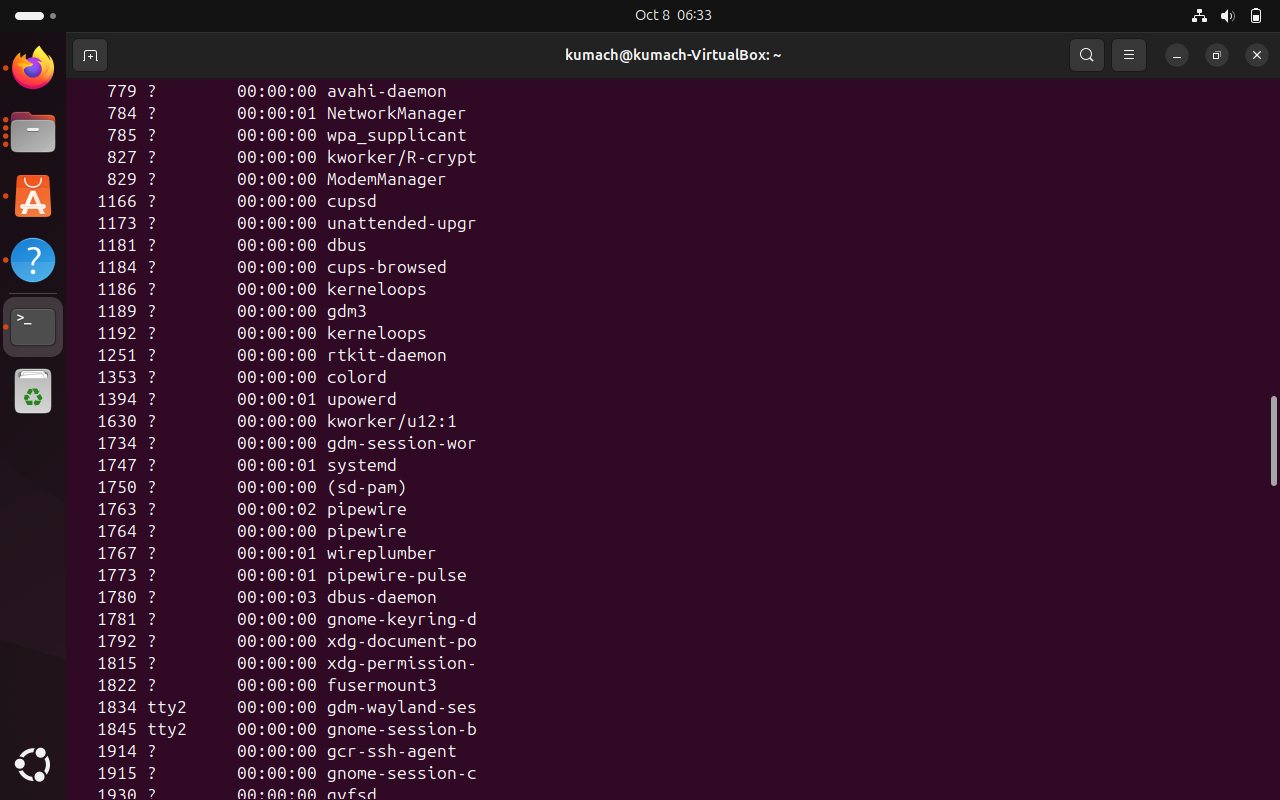 Oct 8 06:33
kumach@kumach-VirtualBox: ~
779 ? 00:00:00 avahi-daemon
784 ? 00:00:01 NetworkManager
785 ? 00:00:00 wpa_supplicant
827 ? 00:00:00 kworker/R-crypt
829 ? 00:00:00 ModemManager
1166 ? 00:00:00 cupsd
1173 ? 00:00:00 unattended-upgr
1181 ? 00:00:00 dbus
1184 ? 00:00:00 cups-browsed
1186 ? 00:00:00 kerneloops
1189 ? 00:00:00 gdm3
1192 ? 00:00:00 kerneloops
1251 ? 00:00:00 rtkit-daemon
1353 ? 00:00:00 colord
1394 ? 00:00:01 upowerd
1630 ? 00:00:00 kworker/u12:1
1734 ? 00:00:00 gdm-session-wor
1747 ? 00:00:01 systemd
1750 ? 00:00:00 (sd-pam)
1763 ? 00:00:02 pipewire
1764 ? 00:00:00 pipewire
1767 ? 00:00:01 wireplumber
1773 ? 00:00:01 pipewire-pulse
1780 ? 00:00:03 dbus-daemon
1781 ? 00:00:00 gnome-keyring-d
1792 ? 00:00:00 xdg-document-po
1815 ? 00:00:00 xdg-permission-
1822 ? 00:00:00 fusermount3
1834 tty2 00:00:00 gdm-wayland-ses
1845 tty2 00:00:00 gnome-session-b
1914 ? 00:00:00 gcr-ssh-agent
1915 ? 00:00:00 gnome-session-c
1930 ? 00:00:00 gvfsd